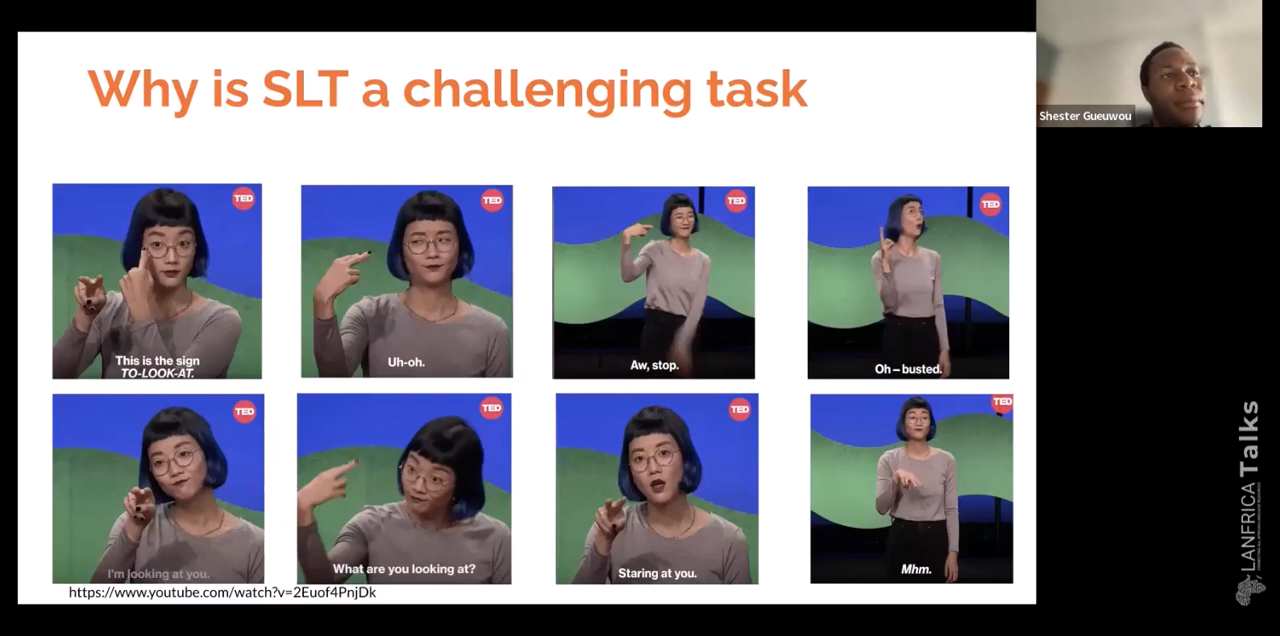 Why is SLT a challenging task
Shester Gueuwou
TED
This is the sign
TO-LOOK-AT.
TED
Uh-oh.
TED
Aw, stop.
TED
Oh – busted.
TED
I'm looking at you.
TED
What are you looking at?
TED
Staring at you.
TED
Mhm.
https://www.youtube.com/watch?v=2Euof4PnjDk
LANFRICA Talks